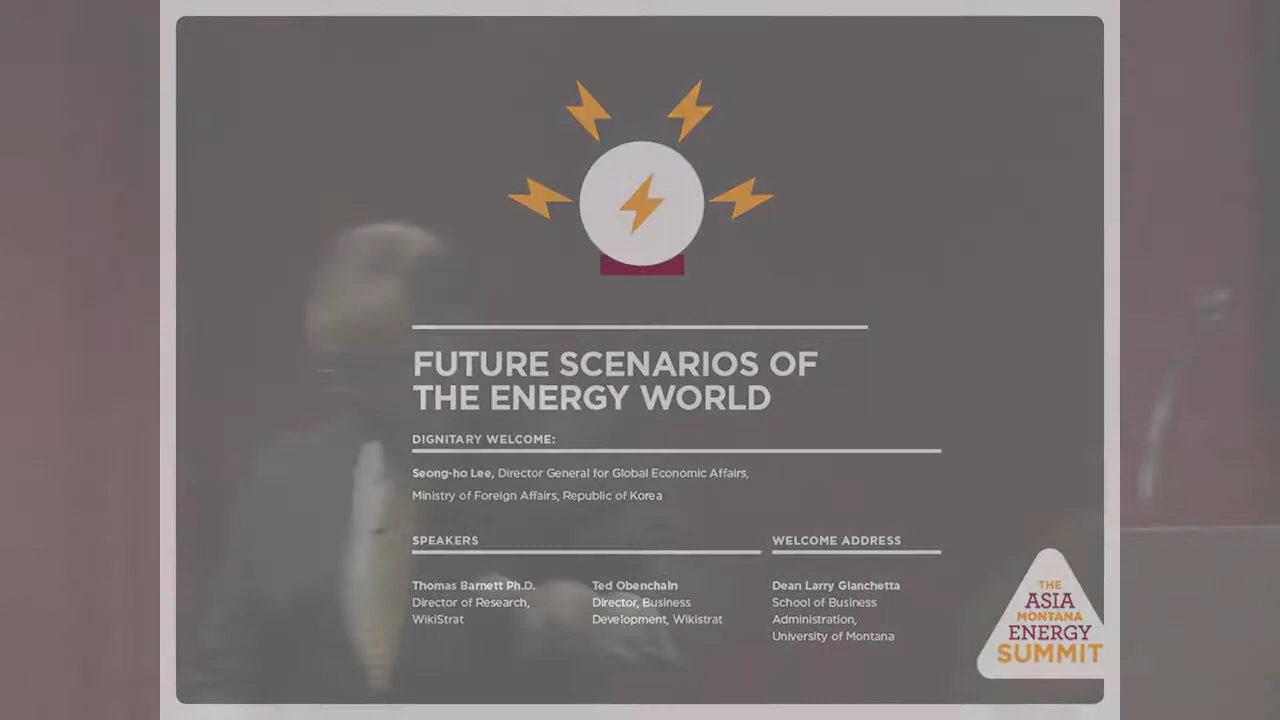 FUTURE SCENARIOS OF
THE ENERGY WORLD
DIGNITARY WELCOME:
Seong-ho Lee, Director General for Global Economic Affairs,
Ministry of Foreign Affairs, Republic of Korea
SPEAKERS
Thomas Barnett Ph.D.
Director of Research,
WikiStrat
Ted Obenchain
Director, Business
Development, Wikistrat
WELCOME ADDRESS
Dean Larry Gianchetta
School of Business
Administration,
University of Montana
THE
ASIA
MONTANA
ENERGY
SUMMIT